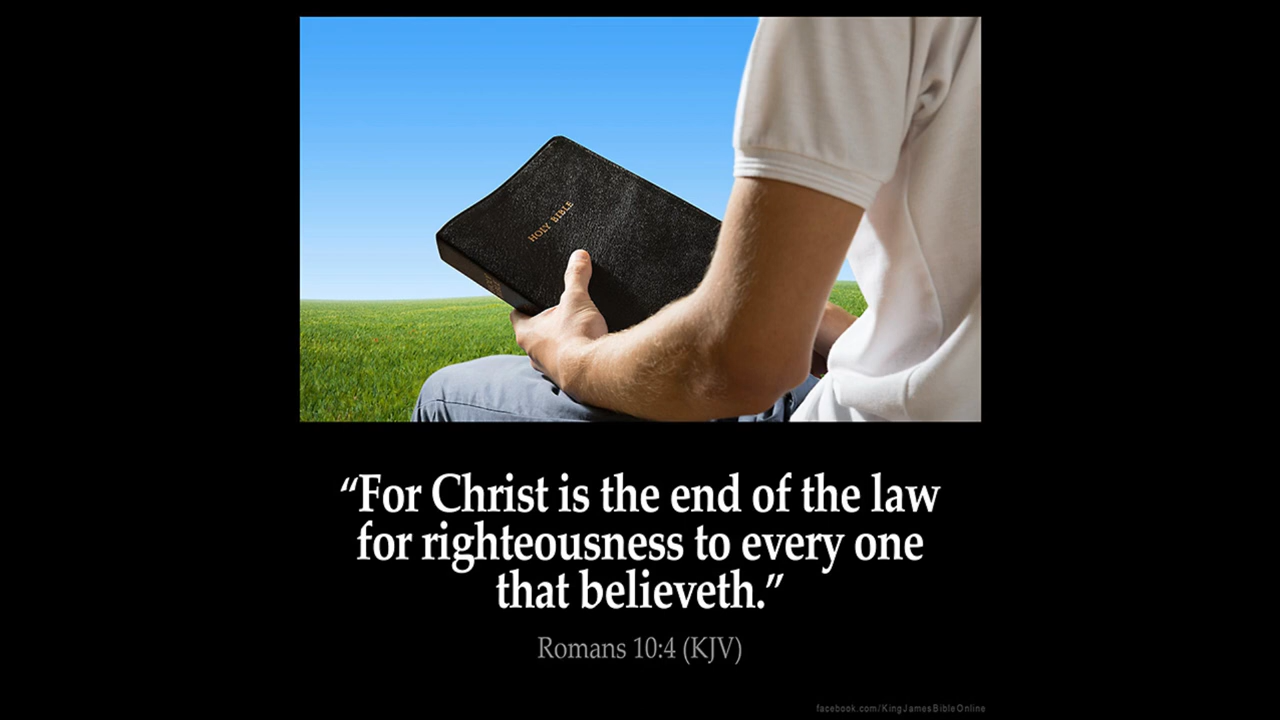 HOLY BIBLE
“For Christ is the end of the law
for righteousness to every one
that believeth.”
Romans 10:4 (KJV)
facebook.com/KingJamesBibleOnline